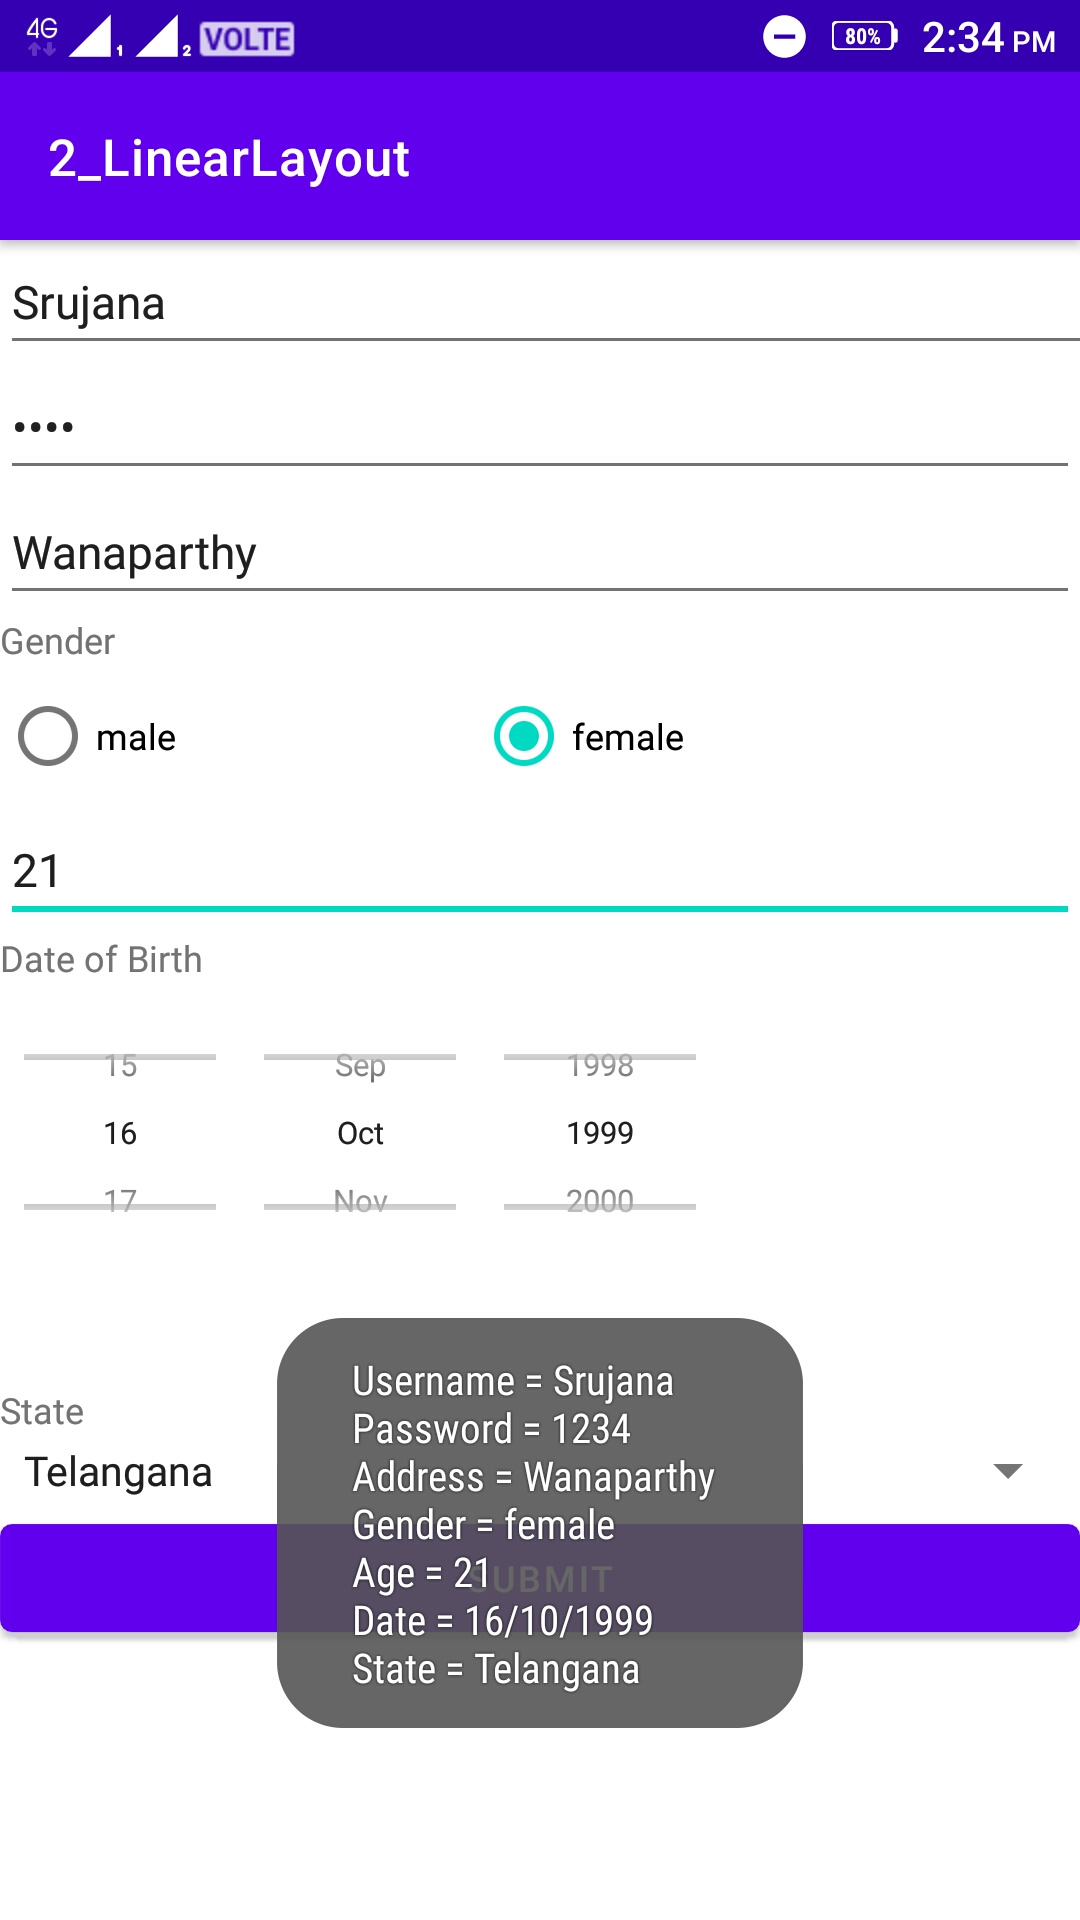 4G 1 2 VOLTE 80% 2:34 PM
2_LinearLayout
Srujana
••••
Wanaparthy
Gender
male female
21
Date of Birth
15 Sep 1998
16 Oct 1999
17 Nov 2000
State
Telangana
SUBMIT
Username = Srujana
Password = 1234
Address = Wanaparthy
Gender = female
Age = 21
Date = 16/10/1999
State = Telangana